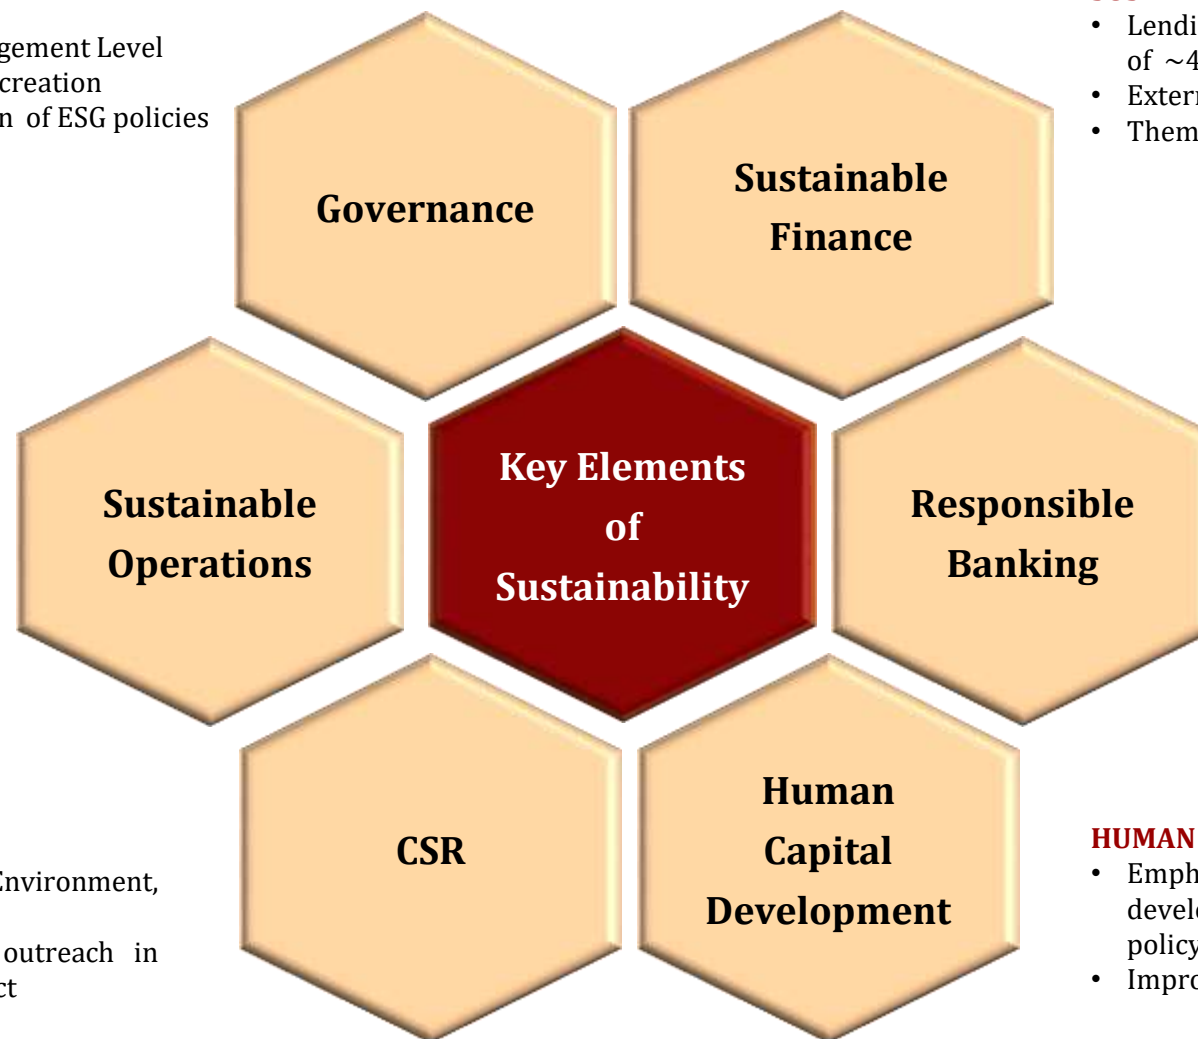 gement Level
creation
n of ESG policies
• Lendi
of ~4
• Extern
• Them
Governance
Sustainable
Finance
Sustainable
Operations
Key Elements
of
Sustainability
Responsible
Banking
CSR
Human
Capital
Development
Environment,
outreach in
ct
HUMAN
• Emph
devel
policy
• Impro